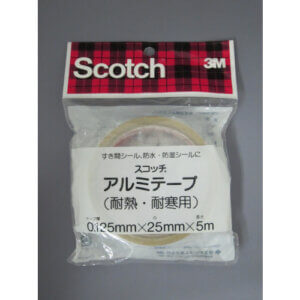 Scotch
3M
すき間シール、防水・防湿シールに
スコッチ
アルミテープ
(耐熱・耐寒用)
0.125mm×25mm×5m